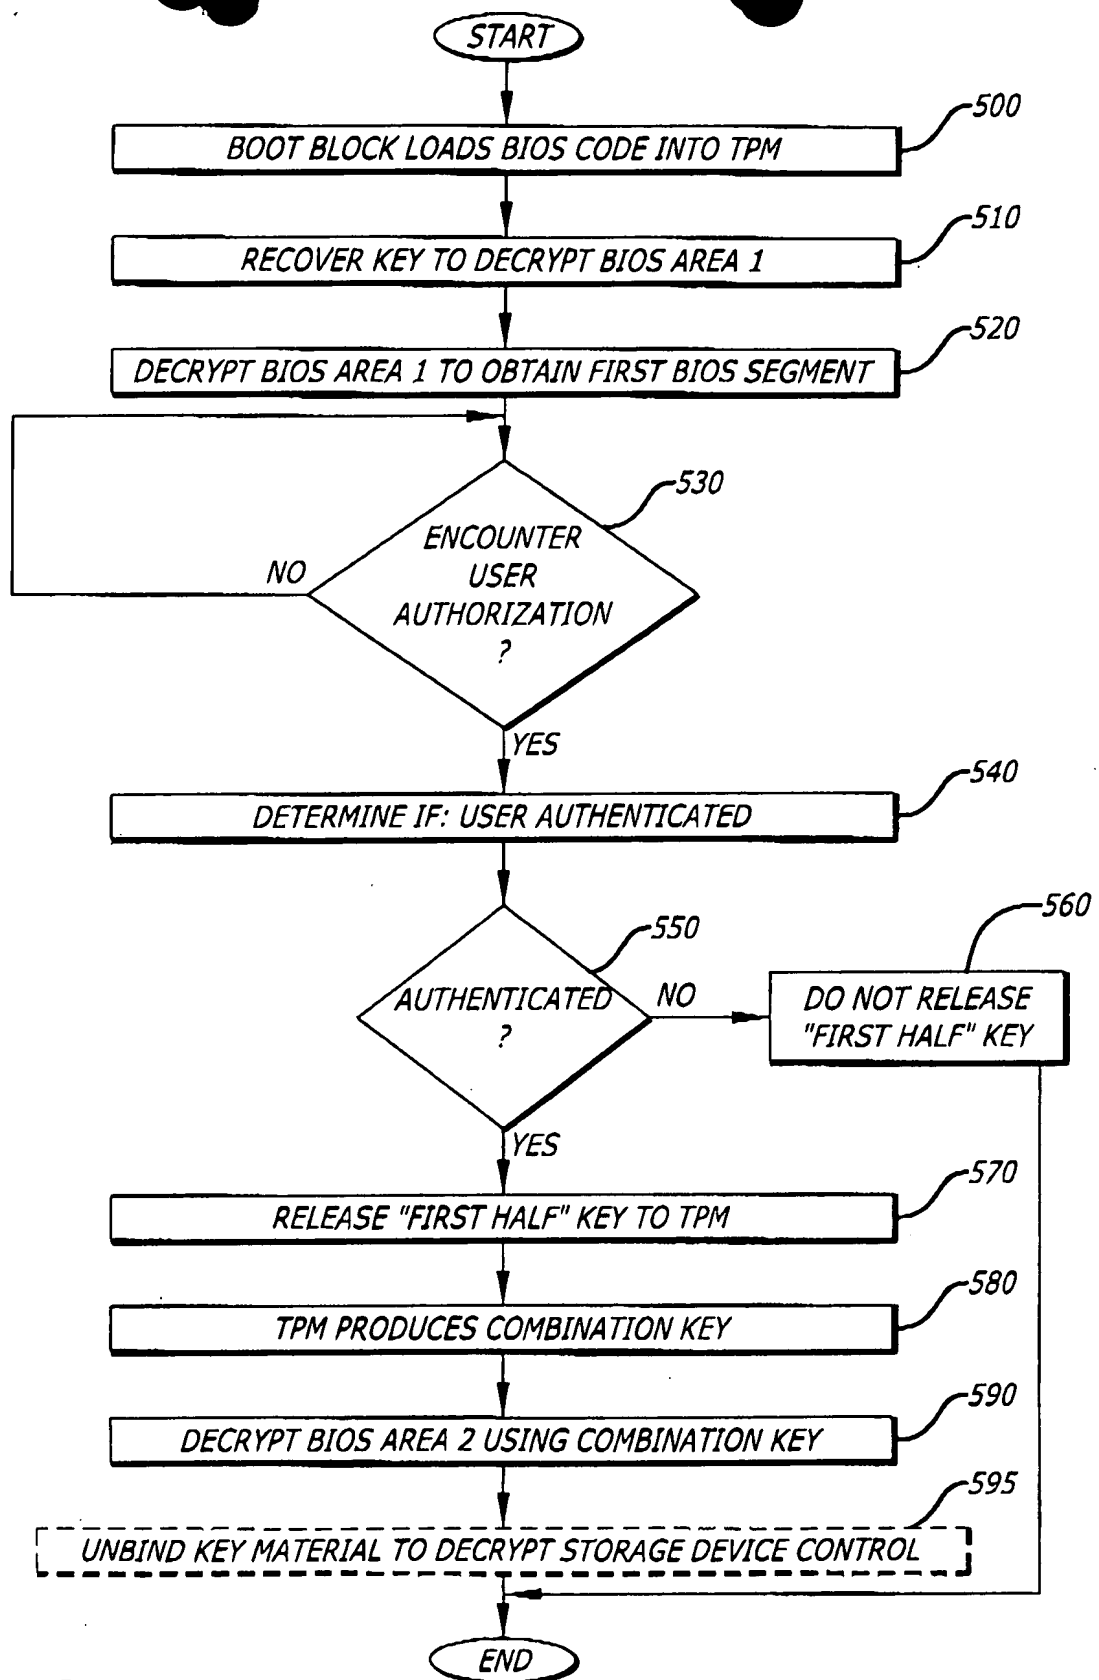 START
500
BOOT BLOCK LOADS BIOS CODE INTO TPM
510
RECOVER KEY TO DECRYPT BIOS AREA 1
520
DECRYPT BIOS AREA 1 TO OBTAIN FIRST BIOS SEGMENT
530
ENCOUNTER
USER
AUTHORIZATION
?
NO
YES
540
DETERMINE IF: USER AUTHENTICATED
550
AUTHENTICATED
?
NO
560
DO NOT RELEASE
"FIRST HALF" KEY
YES
570
RELEASE "FIRST HALF" KEY TO TPM
580
TPM PRODUCES COMBINATION KEY
590
DECRYPT BIOS AREA 2 USING COMBINATION KEY
595
UNBIND KEY MATERIAL TO DECRYPT STORAGE DEVICE CONTROL
END